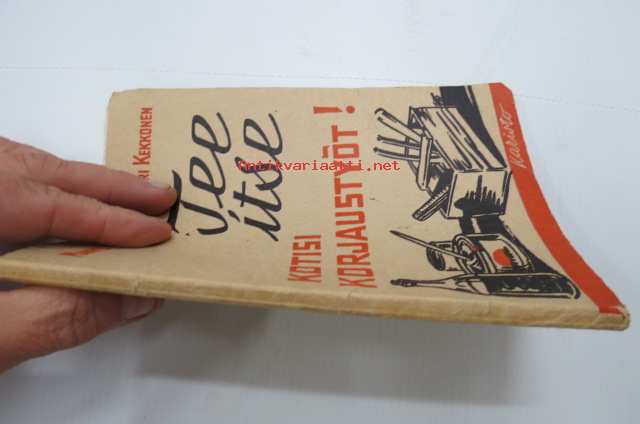 KEKKONEN
Tee
itse
KOTISI
KORJAUSTYÖT!
Antikvariaatti.net